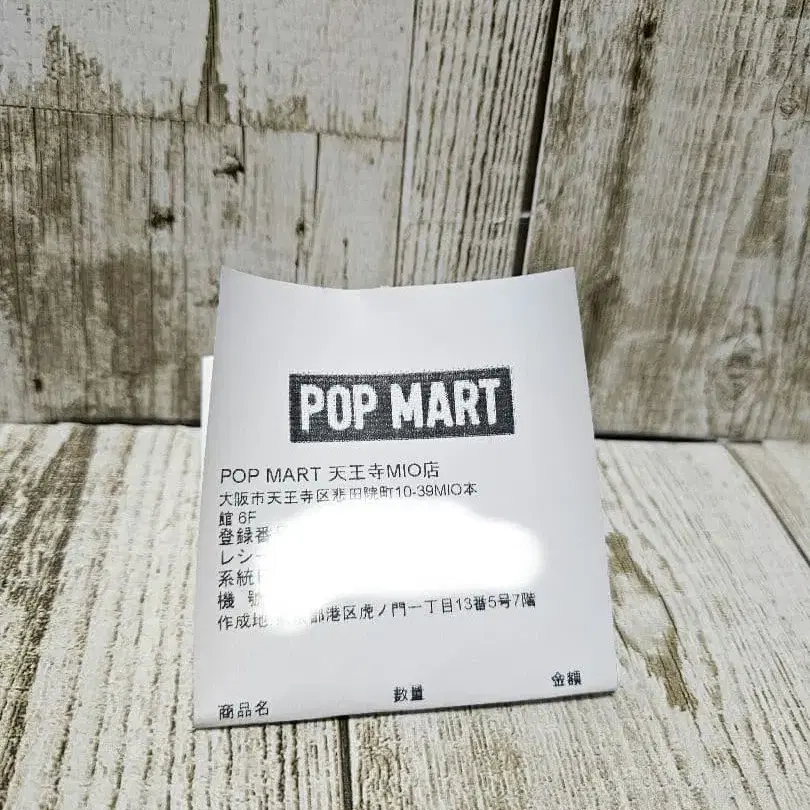 POP MART
POP MART 天王寺MIO店
大阪市天王寺区悲田院町10-39MIO本
館 6F
登録番
レシ
系統
機 號
作成地 都港区虎ノ門一丁目13番5号7階
商品名 数量 金額